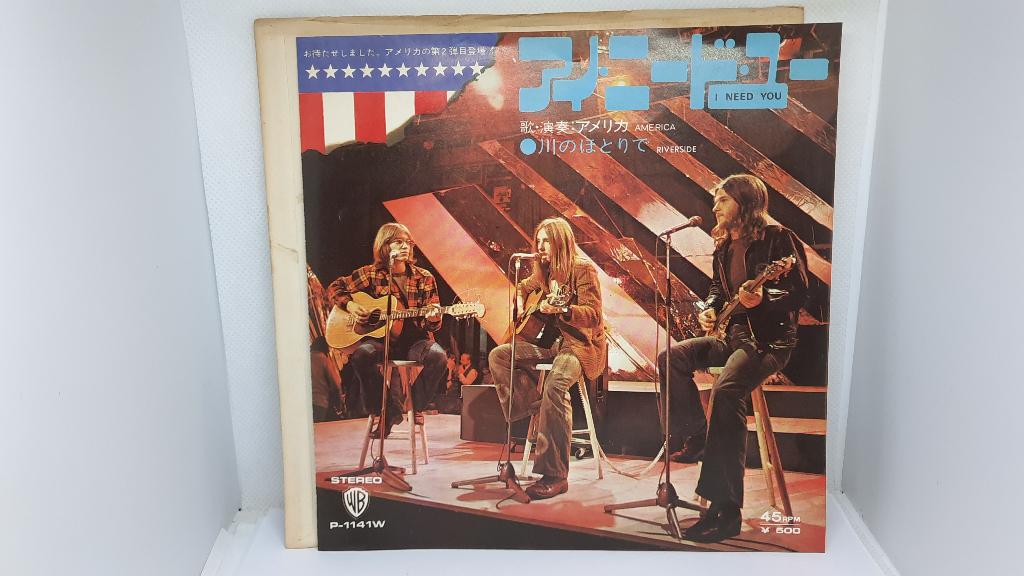 お待たせしました。アメリカの第2弾目登場!
アイ・ニード・ユー
I NEED YOU
歌・演奏:アメリカ AMERICA
●川のほとりで RIVERSIDE
STEREO
WB
P-1141W
45RPM
¥ 500